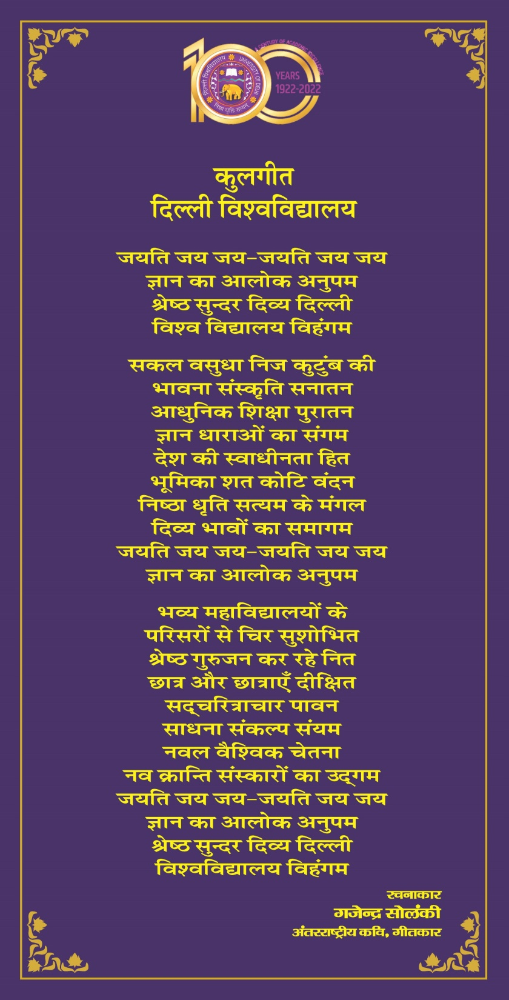 A CENTURY OF ACADEMIC EXCELLENCE
YEARS
1922-2022
दिल्ली विश्वविद्यालय
UNIVERSITY OF DELHI
निष्ठा धृतिः सत्यम्
कुलगीत
दिल्ली विश्वविद्यालय
जयति जय जय-जयति जय जय
ज्ञान का आलोक अनुपम
श्रेष्ठ सुन्दर दिव्य दिल्ली
विश्व विद्यालय विहंगम
सकल वसुधा निज कुटुंब की
भावना संस्कृति सनातन
आधुनिक शिक्षा पुरातन
ज्ञान धाराओं का संगम
देश की स्वाधीनता हित
भूमिका शत कोटि वंदन
निष्ठा धृति सत्यम के मंगल
दिव्य भावों का समागम
जयति जय जय-जयति जय जय
ज्ञान का आलोक अनुपम
भव्य महाविद्यालयों के
परिसरों से चिर सुशोभित
श्रेष्ठ गुरुजन कर रहे नित
छात्र और छात्राएँ दीक्षित
सद्चरित्राचार पावन
साधना संकल्प संयम
नवल वैश्विक चेतना
नव क्रान्ति संस्कारों का उद्गम
जयति जय जय-जयति जय जय
ज्ञान का आलोक अनुपम
श्रेष्ठ सुन्दर दिव्य दिल्ली
विश्वविद्यालय विहंगम
रचनाकार
गजेन्द्र सोलंकी
अंतरराष्ट्रीय कवि, गीतकार